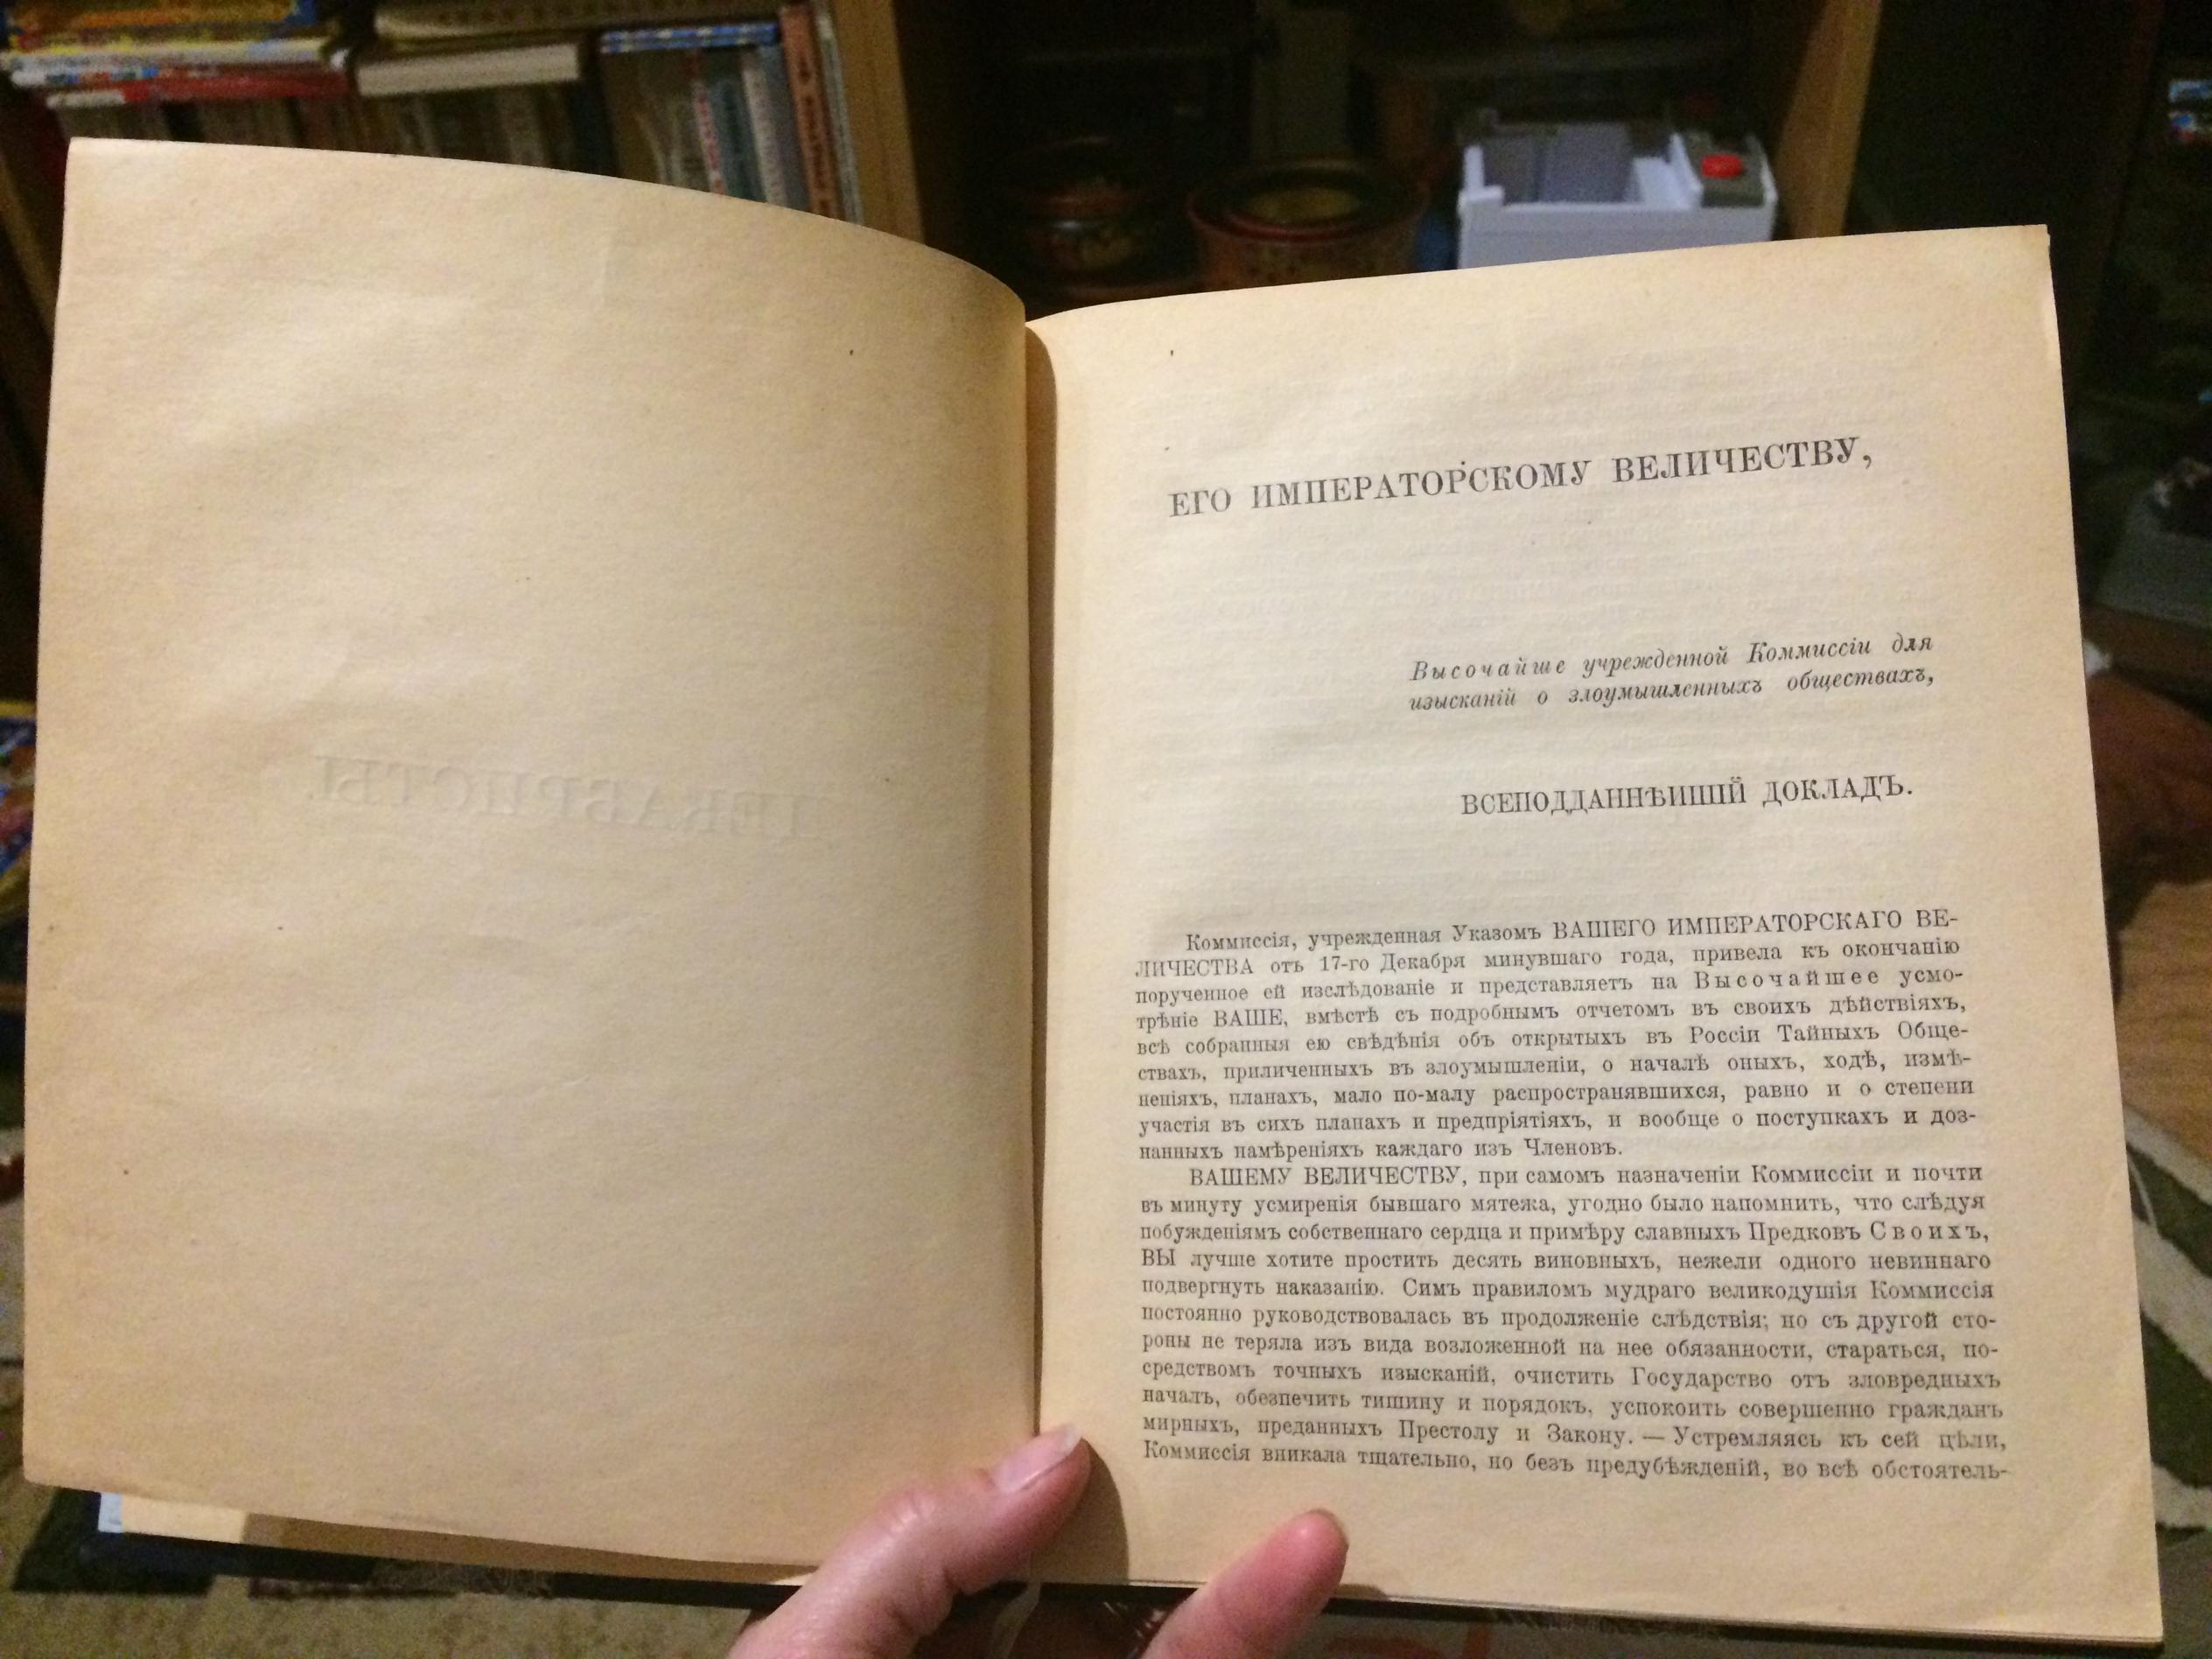 ДЕКАБРИСТЫ.
ЕГО ИМПЕРАТОРСКОМУ ВЕЛИЧЕСТВУ,
Высочайше учрежденной Коммиссіи для
изысканій о злоумышленныхъ обществахъ,
ВСЕПОДДАННѢЙШІЙ ДОКЛАДЪ.
Коммиссія, учрежденная Указомъ ВАШЕГО ИМПЕРАТОРСКАГО ВЕ-
ЛИЧЕСТВА отъ 17-го Декабря минувшаго года, привела къ окончанію
порученное ей изслѣдованіе и представляетъ на Высочайшее усмо-
трѣніе ВАШЕ, вмѣстѣ съ подробнымъ отчетомъ въ своихъ дѣйствіяхъ,
всѣ собранныя ею свѣдѣнія объ открытыхъ въ Россіи Тайныхъ Обще-
ствахъ, приличенныхъ въ злоумышленіи, о началѣ оныхъ, ходѣ, измѣ-
неніяхъ, планахъ, мало по-малу распространявшихся, равно и о степени
участія въ сихъ планахъ и предпріятіяхъ, и вообще о поступкахъ и доз-
нанныхъ намѣреніяхъ каждаго изъ Членовъ.
ВАШЕМУ ВЕЛИЧЕСТВУ, при самомъ назначеніи Коммиссіи и почти
въ минуту усмиренія бывшаго мятежа, угодно было напомнить, что слѣдуя
побужденіямъ собственнаго сердца и примѣру славныхъ Предковъ Своихъ,
ВЫ лучше хотите простить десять виновныхъ, нежели одного невиннаго
подвергнуть наказанію. Симъ правиломъ мудраго великодушія Коммиссія
постоянно руководствовалась въ продолженіе слѣдствія; но съ другой сто-
роны не теряла изъ вида возложенной на нее обязанности, стараться, по-
средствомъ точныхъ изысканій, очистить Государство отъ зловредныхъ
началъ, обезпечить тишину и порядокъ, успокоить совершенно гражданъ
мирныхъ, преданныхъ Престолу и Закону. — Устремляясь къ сей цѣли,
Коммиссія вникала тщательно, но безъ предубѣжденій, во всѣ обстоятель-